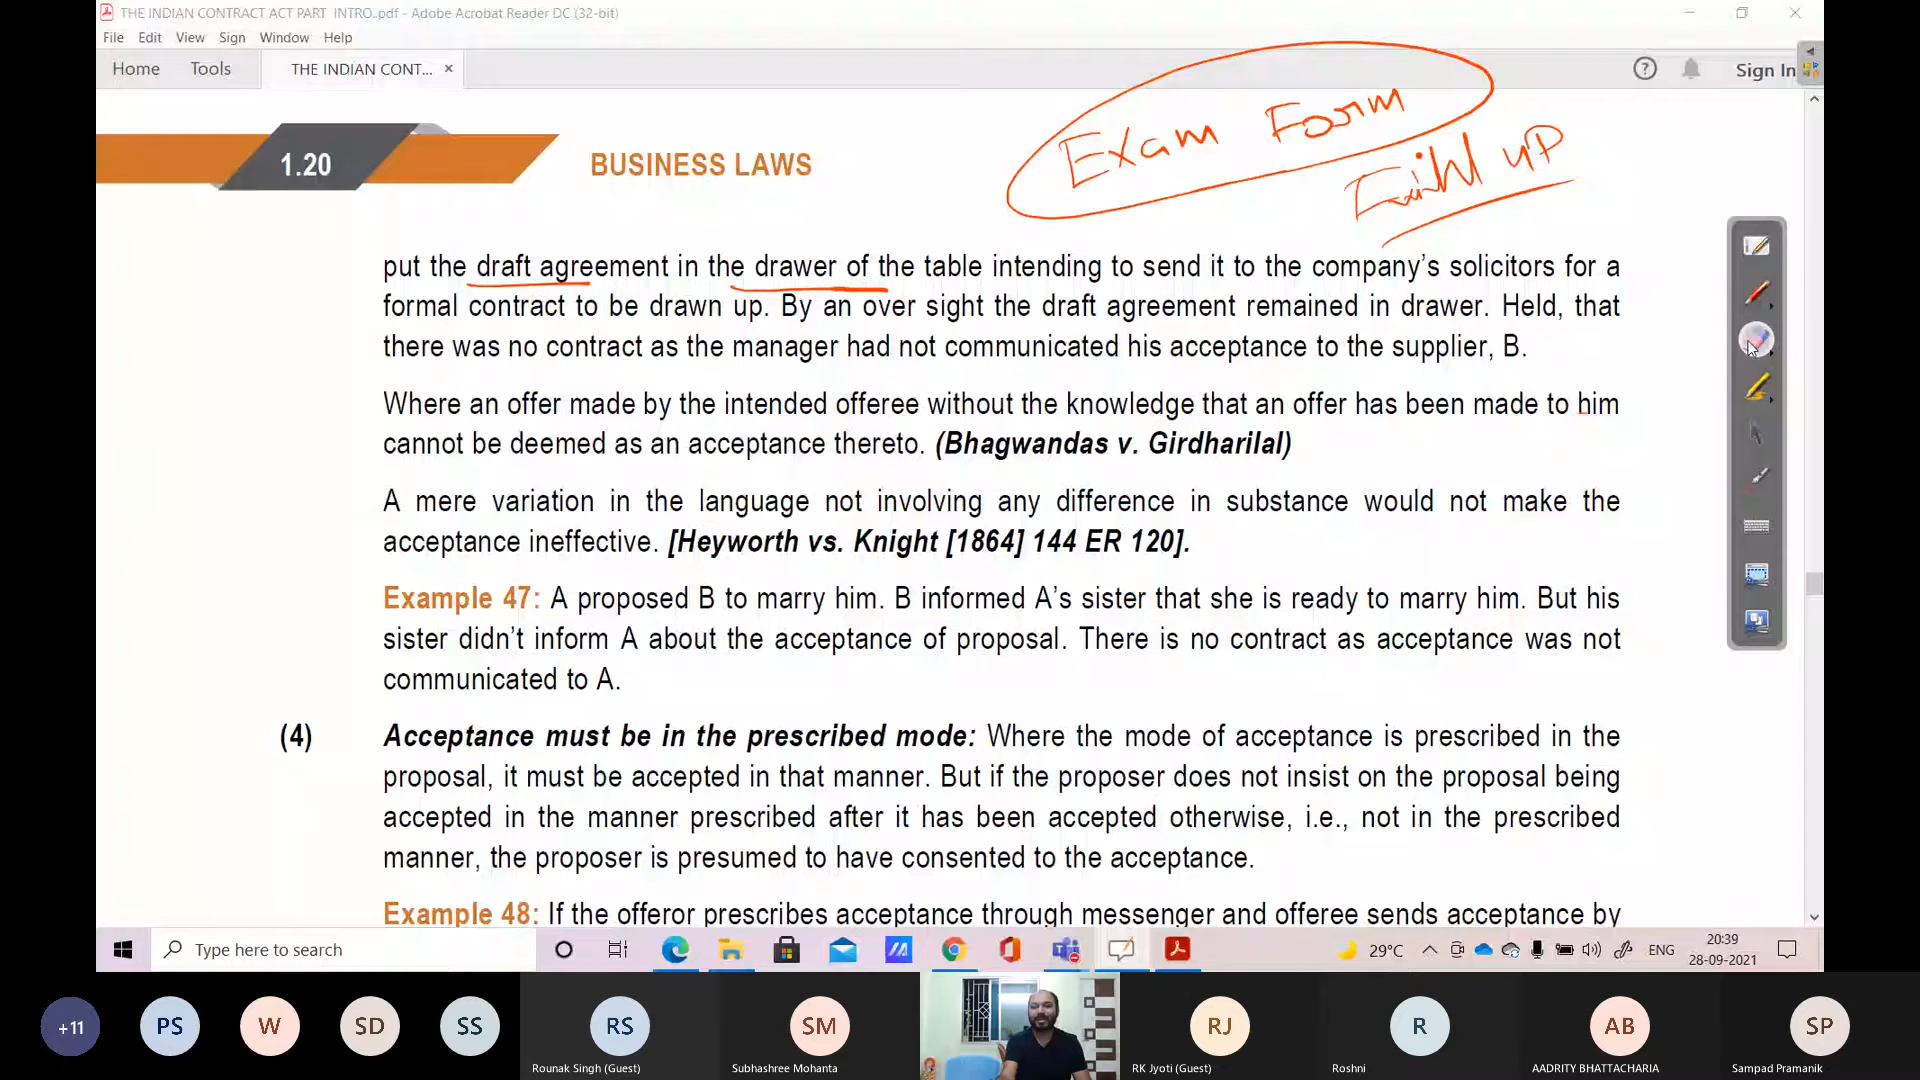 THE INDIAN CONTRACT ACT PART INTRO..pdf - Adobe Acrobat Reader DC (32-bit)
File Edit View Sign Window Help
Home Tools THE INDIAN CONT... × Sign In
Exam Form
up
1.20 BUSINESS LAWS
put the draft agreement in the drawer of the table intending to send it to the company's solicitors for a
formal contract to be drawn up. By an over sight the draft agreement remained in drawer. Held, that
there was no contract as the manager had not communicated his acceptance to the supplier, B.
Where an offer made by the intended offeree without the knowledge that an offer has been made to him
cannot be deemed as an acceptance thereto. (Bhagwandas v. Girdharilal)
A mere variation in the language not involving any difference in substance would not make the
acceptance ineffective. [Heyworth vs. Knight [1864] 144 ER 120].
Example 47: A proposed B to marry him. B informed A's sister that she is ready to marry him. But his
sister didn't inform A about the acceptance of proposal. There is no contract as acceptance was not
communicated to A.
(4) Acceptance must be in the prescribed mode: Where the mode of acceptance is prescribed in the
proposal, it must be accepted in that manner. But if the proposer does not insist on the proposal being
accepted in the manner prescribed after it has been accepted otherwise, i.e., not in the prescribed
manner, the proposer is presumed to have consented to the acceptance.
Example 48: If the offeror prescribes acceptance through messenger and offeree sends acceptance by
Type here to search 29°C ENG 20:39
28-09-2021
+11 PS W SD SS RS SM RJ R AB SP
Rounak Singh (Guest) Subhashree Mohanta RK Jyoti (Guest) Roshni AADRITY BHATTACHARIA Sampad Pramanik